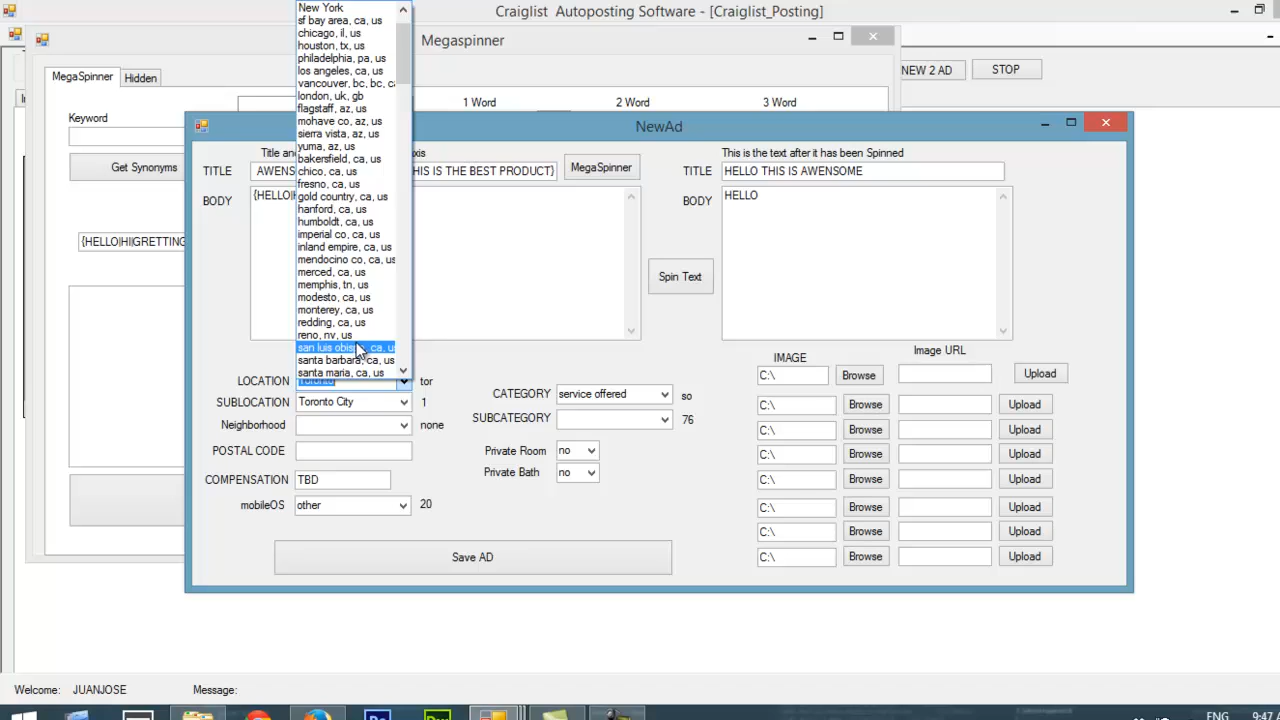 Craiglist Autoposting Software - [Craiglist_Posting]
Megaspinner
NEW 2 AD
STOP
MegaSpinner
Hidden
1 Word
2 Word
3 Word
Keyword
Get Synonyms
{HELLO|HI|GRETTING
New York
sf bay area, ca, us
chicago, il, us
houston, tx, us
philadelphia, pa, us
los angeles, ca, us
vancouver, bc, bc, ca
london, uk, gb
flagstaff, az, us
mohave co, az, us
sierra vista, az, us
yuma, az, us
bakersfield, ca, us
chico, ca, us
fresno, ca, us
gold country, ca, us
hanford, ca, us
humboldt, ca, us
imperial co, ca, us
inland empire, ca, us
mendocino co, ca, us
merced, ca, us
memphis, tn, us
modesto, ca, us
monterey, ca, us
redding, ca, us
reno, nv, us
san luis ca, us
santa barbara, ca, us
santa maria, ca, us
NewAd
Title and
xis
This is the text after it has been Spinned
TITLE
AWENS
HIS IS THE BEST PRODUCT}
MegaSpinner
TITLE
HELLO THIS IS AWENSOME
BODY
{HELLO|H
BODY
HELLO
Spin Text
LOCATION
Toronto
tor
SUBLOCATION
Toronto City
1
Neighborhood
none
POSTAL CODE
COMPENSATION
TBD
mobileOS
other
20
CATEGORY
service offered
so
SUBCATEGORY
76
Private Room
no
Private Bath
no
Save AD
IMAGE
Image URL
C:\
Browse
Upload
C:\
Browse
Upload
C:\
Browse
Upload
C:\
Browse
Upload
C:\
Browse
Upload
C:\
Browse
Upload
C:\
Browse
Upload
C:\
Browse
Upload
Welcome: JUANJOSE
Message:
ENG